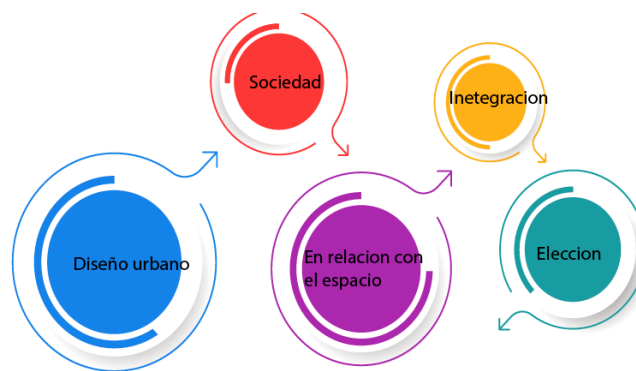 Sociedad
Inetegracion
Diseño urbano
En relacion con
el espacio
Eleccion